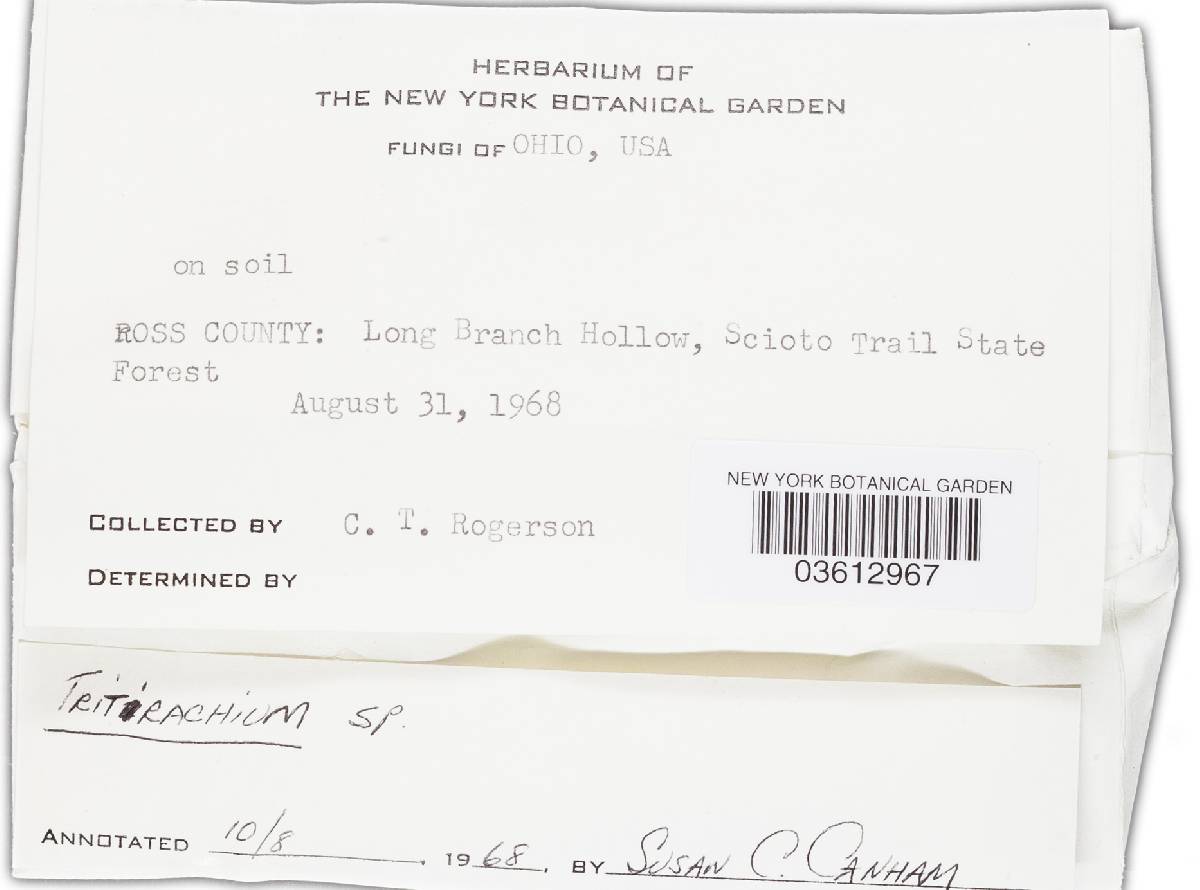 HERBARIUM OF
THE NEW YORK BOTANICAL GARDEN
FUNGI OF OHIO, USA
on soil
ROSS COUNTY: Long Branch Hollow, Scioto Trail State
Forest
August 31, 1968
NEW YORK BOTANICAL GARDEN
03612967
COLLECTED BY C. T. Rogerson
DETERMINED BY
TRITIRACHIUM SP.
ANNOTATED 10/8, 1968, BY SUSAN C. CANHAM